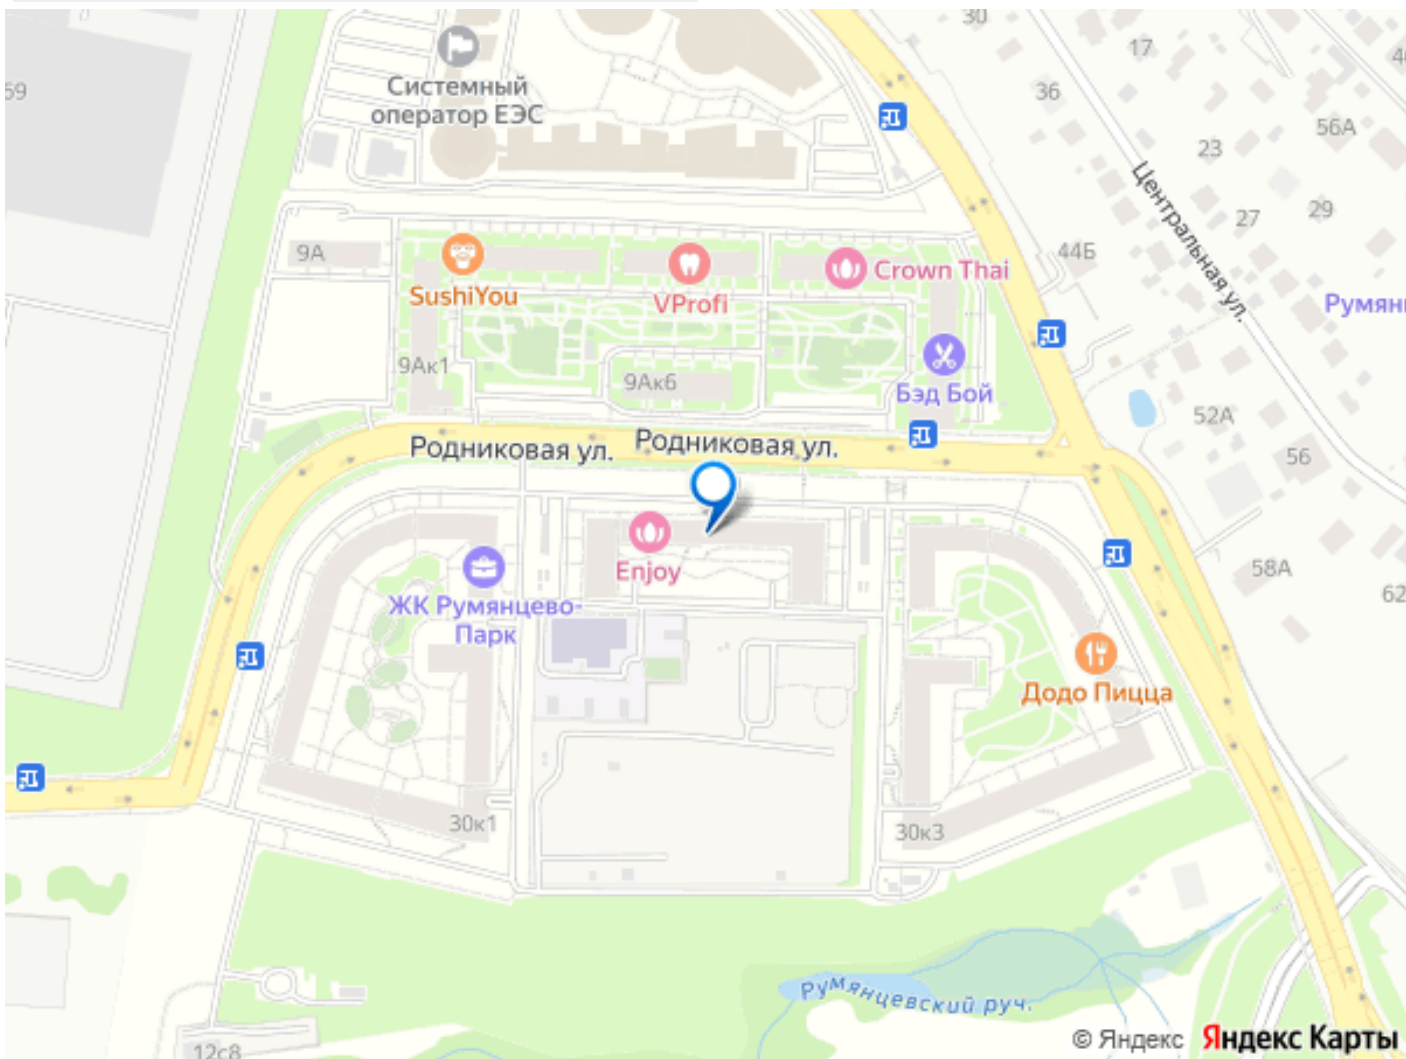 30
17
59
36
Системный
оператор ЕЭС
56А
23
Центральная ул.
27
29
9А
SushiYou
VProfi
Crown Thai
44Б
Румян
9Ак1
9Ак6
Бэд Бой
52А
Родниковая ул.
Родниковая ул.
56
Enjoy
58А
62
ЖК Румянцево-
Парк
Додо Пицца
30к1
30к3
Румянцевский руч.
12с8
© Яндекс Яндекс Карты